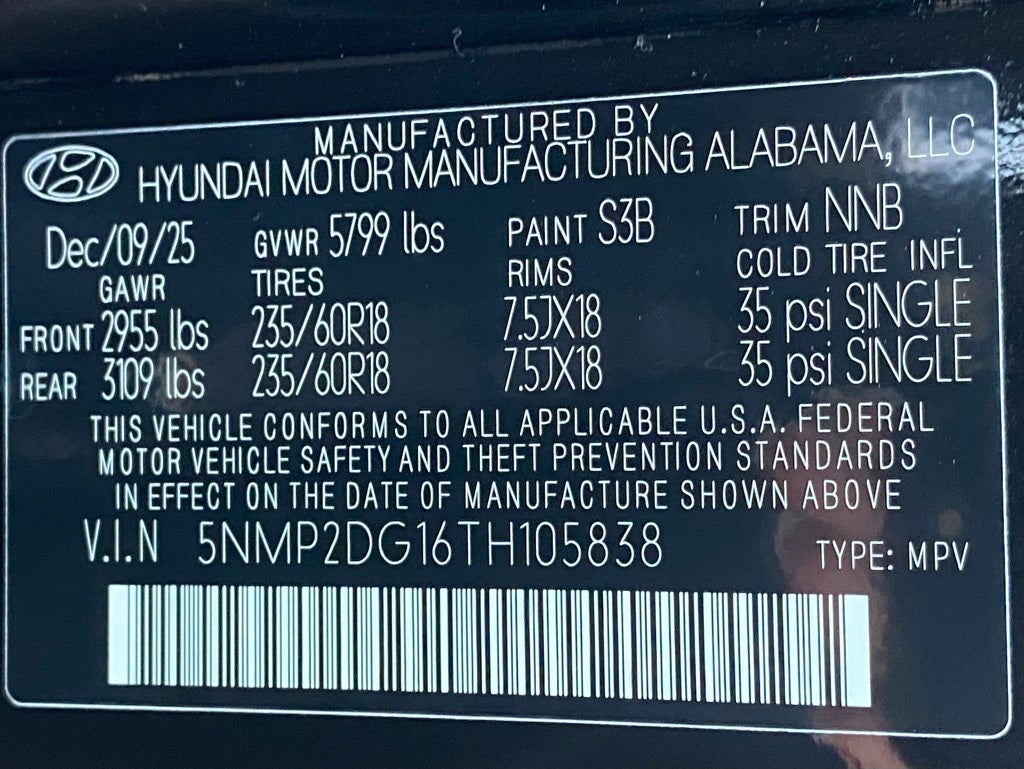 MANUFACTURED BY
HYUNDAI MOTOR MANUFACTURING ALABAMA, LLC
Dec/09/25 GVWR 5799 lbs PAINT S3B TRIM NNB
GAWR TIRES RIMS COLD TIRE INFL
FRONT 2955 lbs 235/60R18 7.5JX18 35 psi SINGLE
REAR 3109 lbs 235/60R18 7.5JX18 35 psi SINGLE
THIS VEHICLE CONFORMS TO ALL APPLICABLE U.S.A. FEDERAL
MOTOR VEHICLE SAFETY AND THEFT PREVENTION STANDARDS
IN EFFECT ON THE DATE OF MANUFACTURE SHOWN ABOVE
V.I.N 5NMP2DG16TH105838 TYPE: MPV